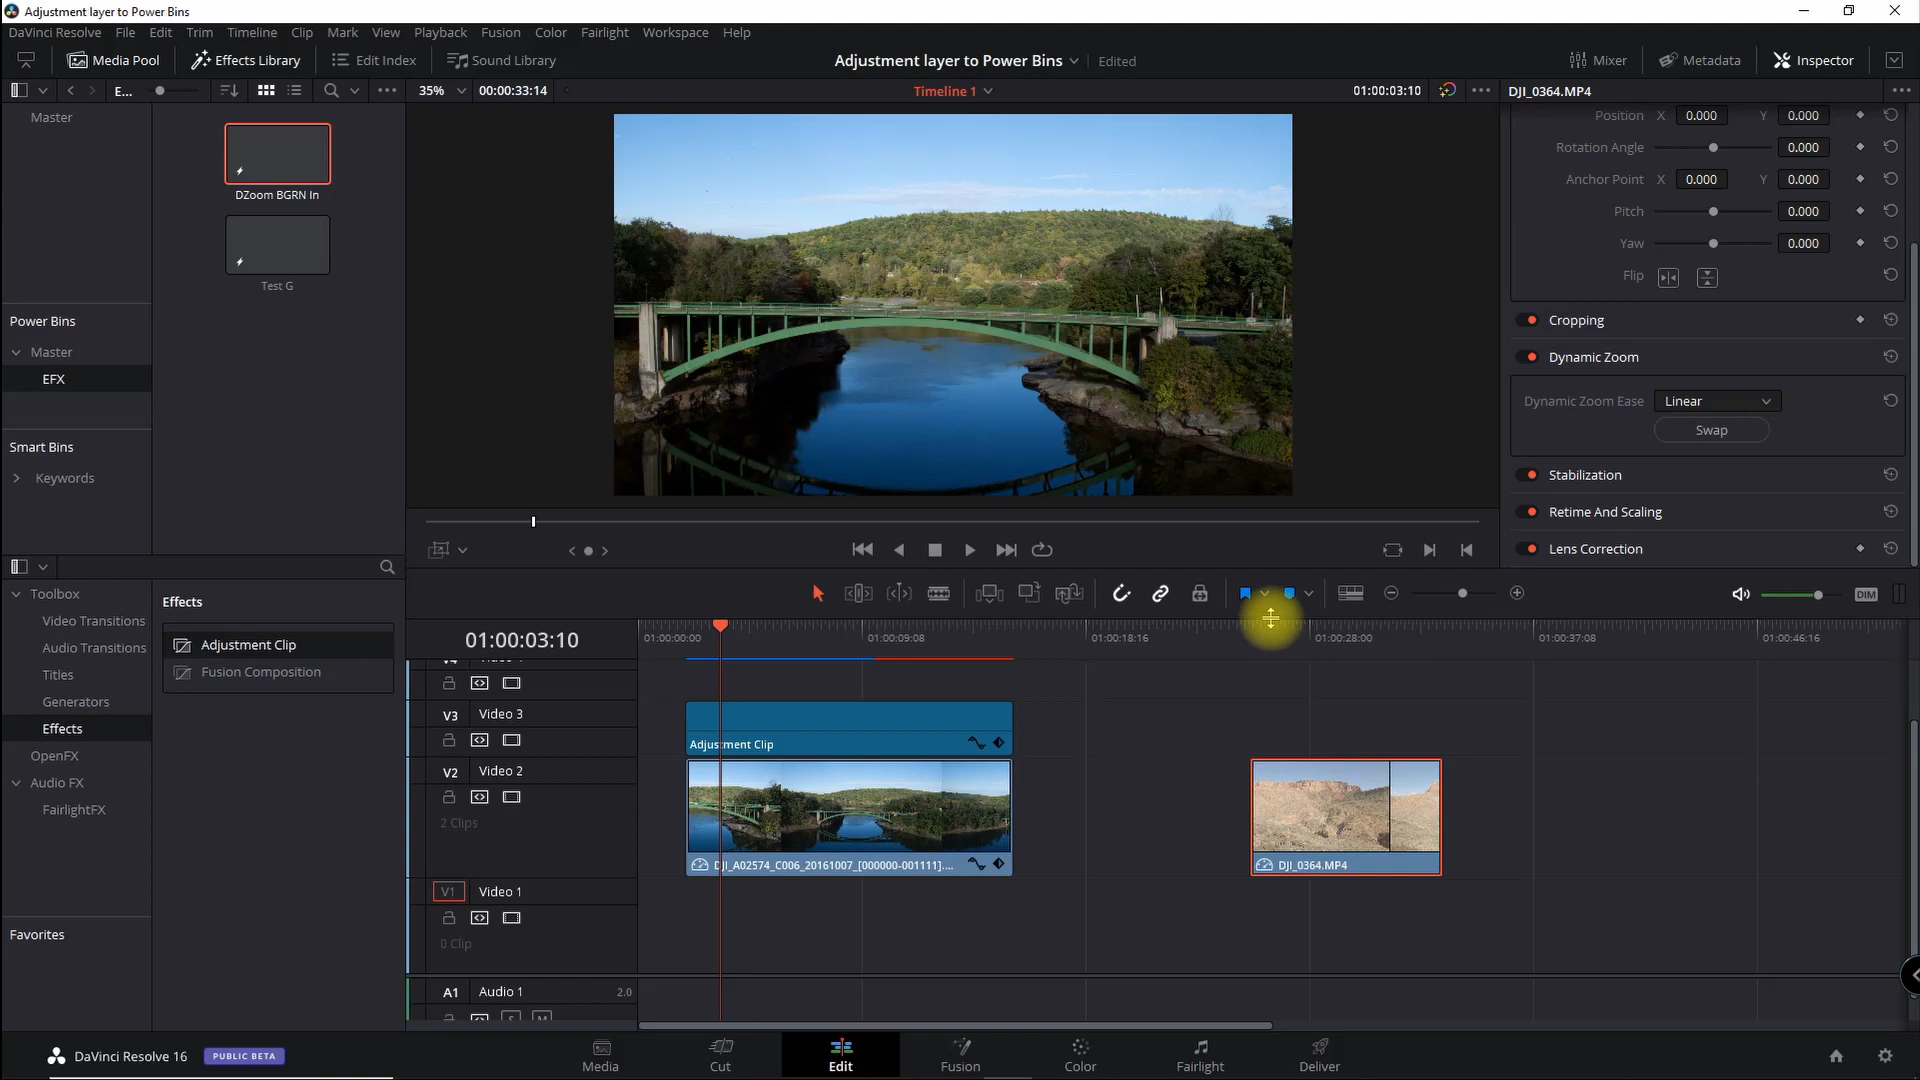 Adjustment layer to Power Bins
DaVinci Resolve File Edit Trim Timeline Clip Mark View Playback Fusion Color Fairlight Workspace Help
Media Pool Effects Library Edit Index Sound Library Adjustment layer to Power Bins Edited Mixer Metadata Inspector
E... 35% 00:00:33:14 Timeline 1 01:00:03:10 DJI_0364.MP4
Master
DZoom BGRN In
Test G
Power Bins
Master
EFX
Smart Bins
Keywords
Position X 0.000 Y 0.000
Rotation Angle 0.000
Anchor Point X 0.000 Y 0.000
Pitch 0.000
Yaw 0.000
Flip
Cropping
Dynamic Zoom
Dynamic Zoom Ease Linear
Swap
Stabilization
Retime And Scaling
Lens Correction
Toolbox
Video Transitions
Audio Transitions
Titles
Generators
Effects
OpenFX
Audio FX
FairlightFX
Favorites
Effects
Adjustment Clip
Fusion Composition
DIM
01:00:03:10 01:00:00:00 01:00:09:08 01:00:18:16 01:00:28:00 01:00:37:08 01:00:46:16
V3 Video 3
Adjustment Clip
V2 Video 2
2 Clips
DJI_A02574_C006_20161007_[000000-001111]....
DJI_0364.MP4
V1 Video 1
0 Clip
A1 Audio 1 2.0
S M
DaVinci Resolve 16 PUBLIC BETA
Media Cut Edit Fusion Color Fairlight Deliver